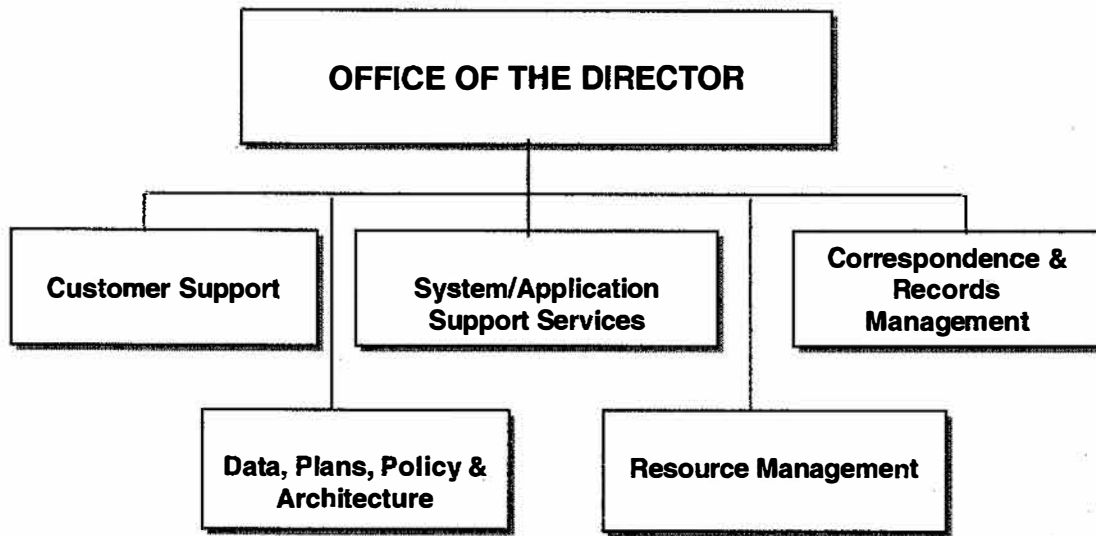 OFFICE OF THE DIRECTOR
Customer Support
System/Application
Support Services
Correspondence &
Records
Management
Data, Plans, Policy &
Architecture
Resource Management